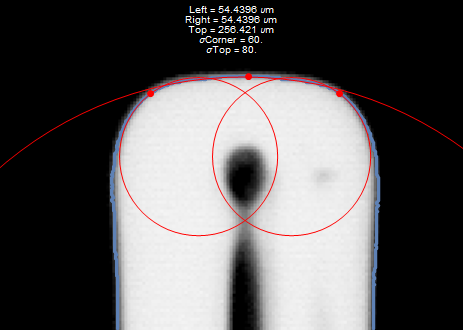 Left = 54.4396 um
Right = 54.4396 um
Top = 256.421 um
σCorner = 60.
σTop = 80.